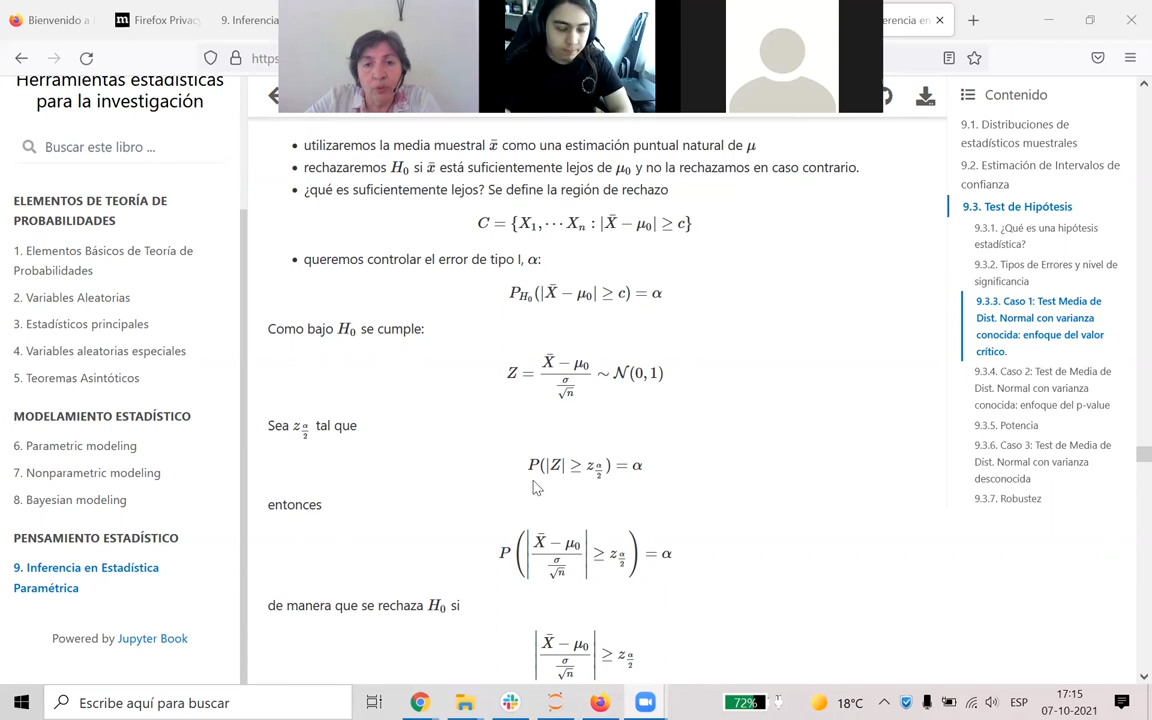 Bienvenido a
Firefox Privac
9. Inferencia
erencia en
https
Herramientas estadísticas
para la investigación
Buscar este libro ...
ELEMENTOS DE TEORÍA DE
PROBABILIDADES
1. Elementos Básicos de Teoría de
Probabilidades
2. Variables Aleatorias
3. Estadísticos principales
4. Variables aleatorias especiales
5. Teoremas Asintóticos
MODELAMIENTO ESTADÍSTICO
6. Parametric modeling
7. Nonparametric modeling
8. Bayesian modeling
PENSAMIENTO ESTADÍSTICO
9. Inferencia en Estadística
Paramétrica
Powered by Jupyter Book
• utilizaremos la media muestral x̄ como una estimación puntual natural de μ
• rechazaremos H₀ si x̄ está suficientemente lejos de μ₀ y no la rechazamos en caso contrario.
• ¿qué es suficientemente lejos? Se define la región de rechazo
C = {X₁, ⋯ Xₙ : |X̄ − μ₀| ≥ c}
• queremos controlar el error de tipo I, α:
P_{H₀}(|X̄ − μ₀| ≥ c) = α
Como bajo H₀ se cumple:
Z = (X̄ − μ₀)/(σ/√n) ∼ 𝒩(0, 1)
Sea z_{α/2} tal que
P(|Z| ≥ z_{α/2}) = α
entonces
P(|(X̄ − μ₀)/(σ/√n)| ≥ z_{α/2}) = α
de manera que se rechaza H₀ si
|(X̄ − μ₀)/(σ/√n)| ≥ z_{α/2}
Contenido
9.1. Distribuciones de
estadísticos muestrales
9.2. Estimación de Intervalos de
confianza
9.3. Test de Hipótesis
9.3.1. ¿Qué es una hipótesis
estadística?
9.3.2. Tipos de Errores y nivel de
significancia
9.3.3. Caso 1: Test Media de
Dist. Normal con varianza
conocida: enfoque del valor
crítico.
9.3.4. Caso 2: Test de Media de
Dist. Normal con varianza
conocida: enfoque del p-value
9.3.5. Potencia
9.3.6. Caso 3: Test de Media de
Dist. Normal con varianza
desconocida
9.3.7. Robustez
Escribe aquí para buscar
72%
18°C
ESP
17:15
07-10-2021